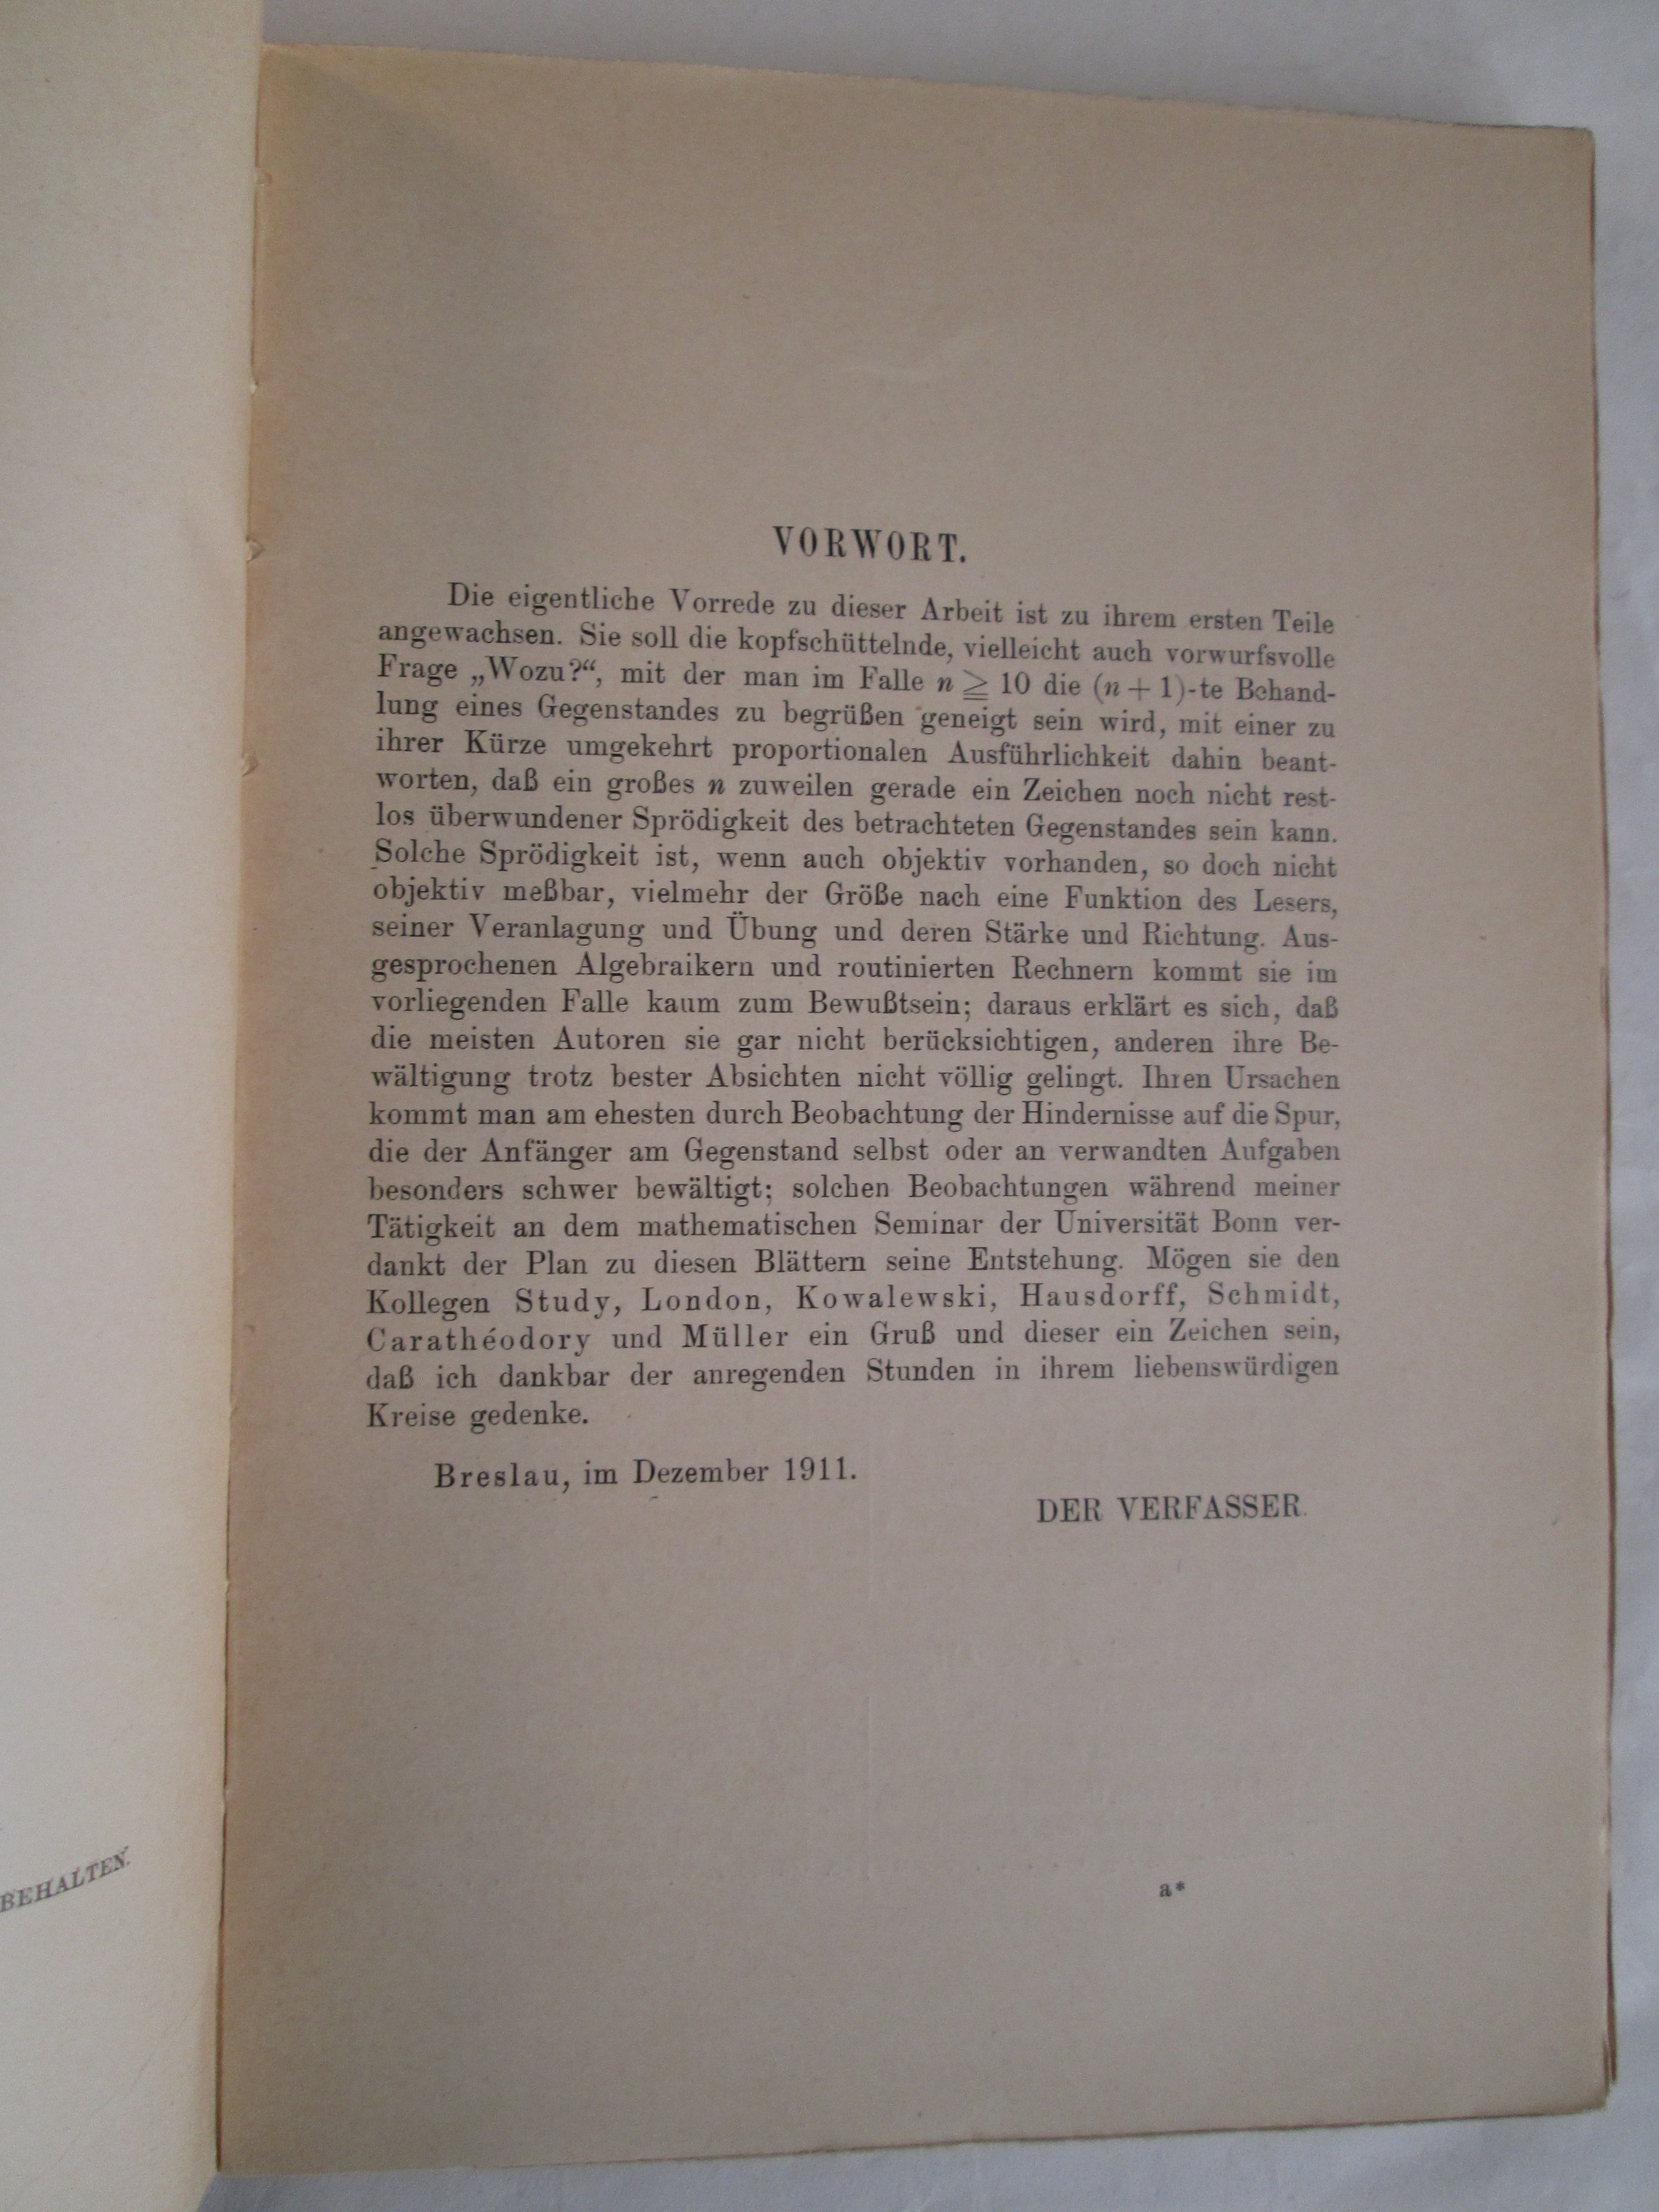 VORWORT.
Die eigentliche Vorrede zu dieser Arbeit ist zu ihrem ersten Teile
angewachsen. Sie soll die kopfschüttelnde, vielleicht auch vorwurfsvolle
Frage „Wozu?“, mit der man im Falle n ≧ 10 die (n + 1)-te Behand-
lung eines Gegenstandes zu begrüßen geneigt sein wird, mit einer zu
ihrer Kürze umgekehrt proportionalen Ausführlichkeit dahin beant-
worten, daß ein großes n zuweilen gerade ein Zeichen noch nicht rest-
los überwundener Sprödigkeit des betrachteten Gegenstandes sein kann.
Solche Sprödigkeit ist, wenn auch objektiv vorhanden, so doch nicht
objektiv meßbar, vielmehr der Größe nach eine Funktion des Lesers,
seiner Veranlagung und Übung und deren Stärke und Richtung. Aus-
gesprochenen Algebraikern und routinierten Rechnern kommt sie im
vorliegenden Falle kaum zum Bewußtsein; daraus erklärt es sich, daß
die meisten Autoren sie gar nicht berücksichtigen, anderen ihre Be-
wältigung trotz bester Absichten nicht völlig gelingt. Ihren Ursachen
kommt man am ehesten durch Beobachtung der Hindernisse auf die Spur,
die der Anfänger am Gegenstand selbst oder an verwandten Aufgaben
besonders schwer bewältigt; solchen Beobachtungen während meiner
Tätigkeit an dem mathematischen Seminar der Universität Bonn ver-
dankt der Plan zu diesen Blättern seine Entstehung. Mögen sie den
Kollegen Study, London, Kowalewski, Hausdorff, Schmidt,
Carathéodory und Müller ein Gruß und dieser ein Zeichen sein,
daß ich dankbar der anregenden Stunden in ihrem liebenswürdigen
Kreise gedenke.
Breslau, im Dezember 1911.
DER VERFASSER.
a*
BEHALTEN.